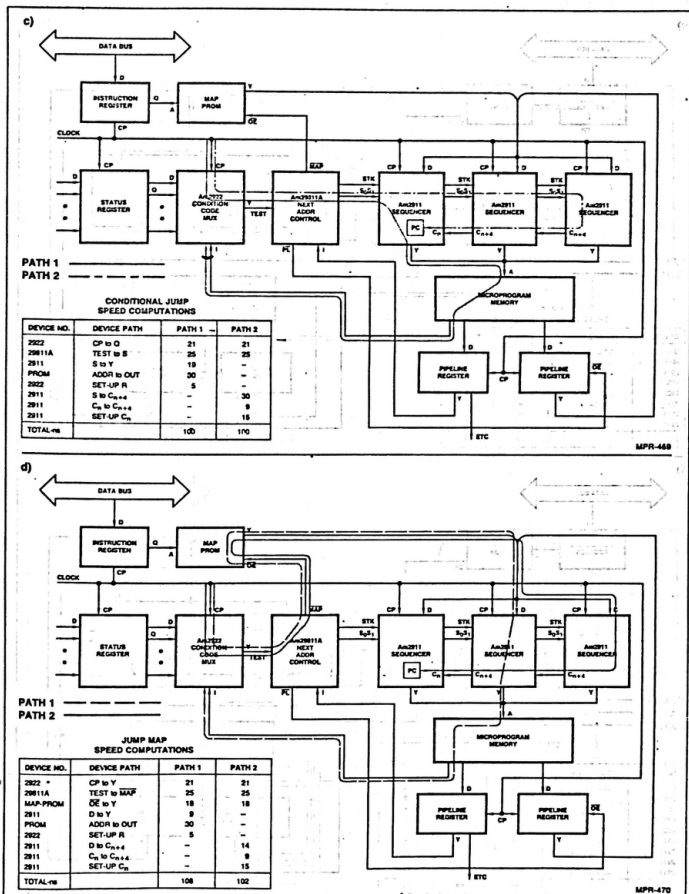 c)
DATA BUS
D
INSTRUCTION REGISTER
Q
A
MAP PROM
Y
OE
CP
CLOCK
CP
CP
MAP
CP
D
CP
D
CP
D
D
STATUS REGISTER
D
Q
Am2922 CONDITION CODE MUX
Y
TEST
Am29811A NEXT ADDR CONTROL
STK
S0S1
Am2911 SEQUENCER
PC
Cn
STK
S0S1
Am2911 SEQUENCER
Cn+4
STK
S0S1
Am2911 SEQUENCER
Cn+4
I
PL
I
Y
Y
Y
PATH 1
PATH 2
A
MICROPROGRAM MEMORY
D
D
PIPELINE REGISTER
CP
PIPELINE REGISTER
OE
Y
Y
ETC
CONDITIONAL JUMP
SPEED COMPUTATIONS
DEVICE NO. DEVICE PATH PATH 1 PATH 2
2922 CP to Q 21 21
29811A TEST to S 25 25
2911 S to Y 19 –
PROM ADDR to OUT 30 –
2922 SET-UP R 5 –
2911 S to Cn+4 – 30
2911 Cn to Cn+4 – 9
2911 SET-UP Cn – 15
TOTAL-ns 100 100
MPR-469
d)
DATA BUS
D
INSTRUCTION REGISTER
Q
A
MAP PROM
Y
OE
CP
CLOCK
CP
CP
MAP
CP
D
CP
D
CP
D
STATUS REGISTER
D
Q
Am2922 CONDITION CODE MUX
Y
TEST
Am29811A NEXT ADDR CONTROL
STK
S0S1
Am2911 SEQUENCER
PC
Cn
STK
S0S1
Am2911 SEQUENCER
Cn+4
STK
S0S1
Am2911 SEQUENCER
Cn+4
I
PL
I
Y
Y
Y
PATH 1
PATH 2
A
MICROPROGRAM MEMORY
D
D
PIPELINE REGISTER
CP
PIPELINE REGISTER
OE
Y
Y
ETC
JUMP MAP
SPEED COMPUTATIONS
DEVICE NO. DEVICE PATH PATH 1 PATH 2
2922 CP to Y 21 21
29811A TEST to MAP 25 25
MAP-PROM OE to Y 18 18
2911 D to Y 9 –
PROM ADDR to OUT 30 –
2922 SET-UP R 5 –
2911 D to Cn+4 – 14
2911 Cn to Cn+4 – 9
2911 SET-UP Cn – 15
TOTAL-ns 108 102
MPR-470